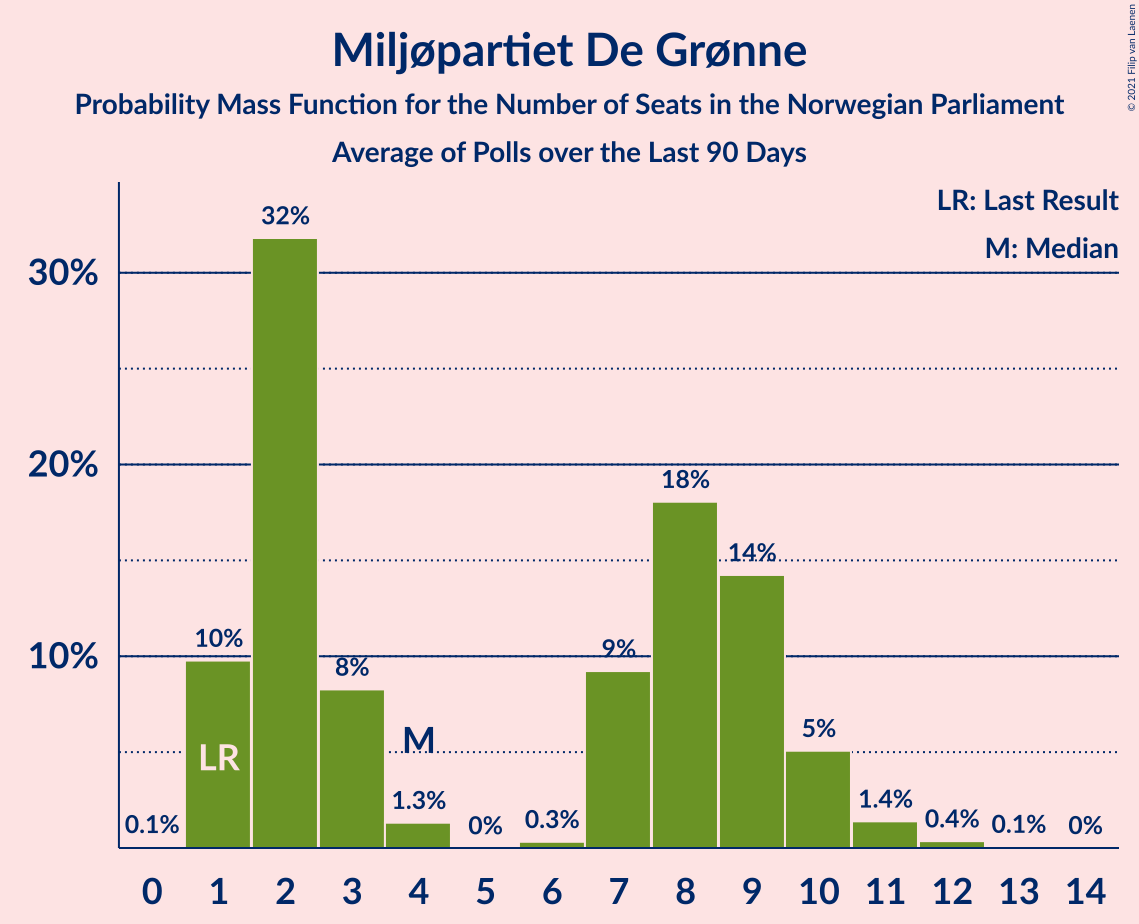 Miljøpartiet De Grønne
Probability Mass Function for the Number of Seats in the Norwegian Parliament
Average of Polls over the Last 90 Days
© 2021 Filip van Laenen
LR: Last Result
M: Median
30%
20%
10%
0.1%
10%
32%
8%
1.3%
0%
0.3%
9%
18%
14%
5%
1.4%
0.4%
0.1%
0%
LR
M
0 1 2 3 4 5 6 7 8 9 10 11 12 13 14